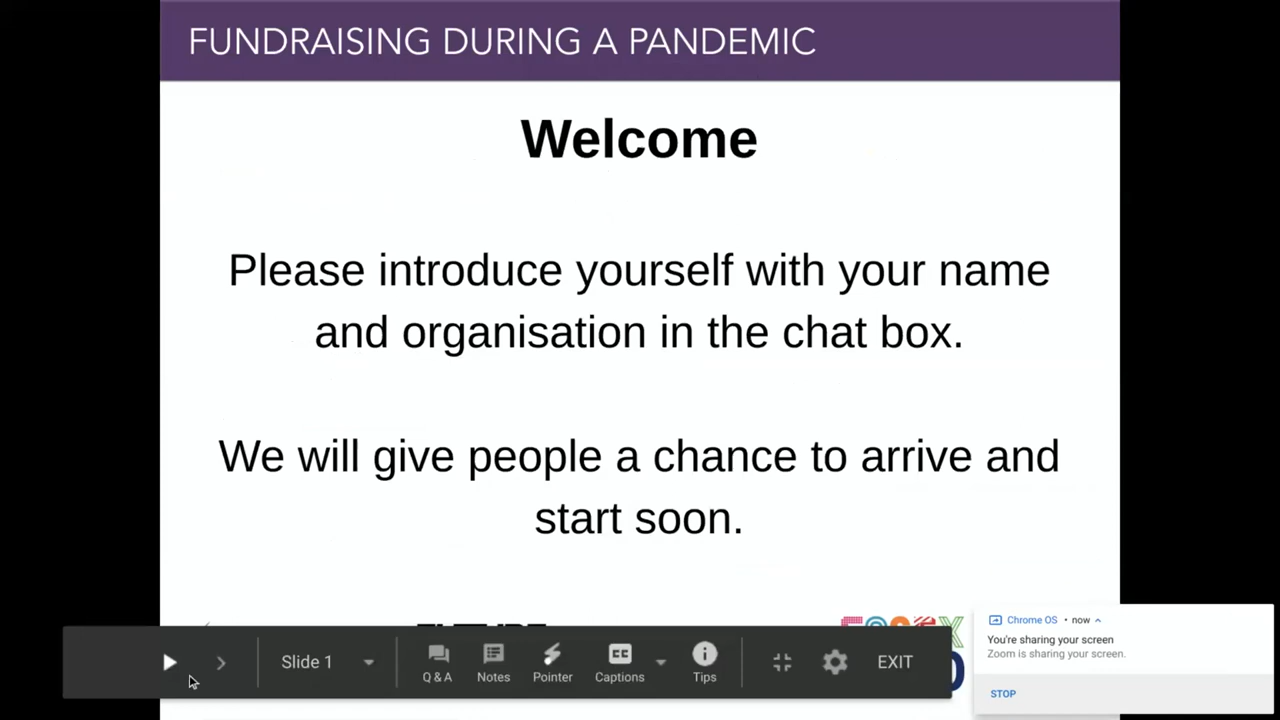 FUNDRAISING DURING A PANDEMIC
Welcome
Please introduce yourself with your name
and organisation in the chat box.
We will give people a chance to arrive and
start soon.
Slide 1
Q & A
Notes
Pointer
Captions
Tips
EXIT
Chrome OS • now
You're sharing your screen
Zoom is sharing your screen.
STOP